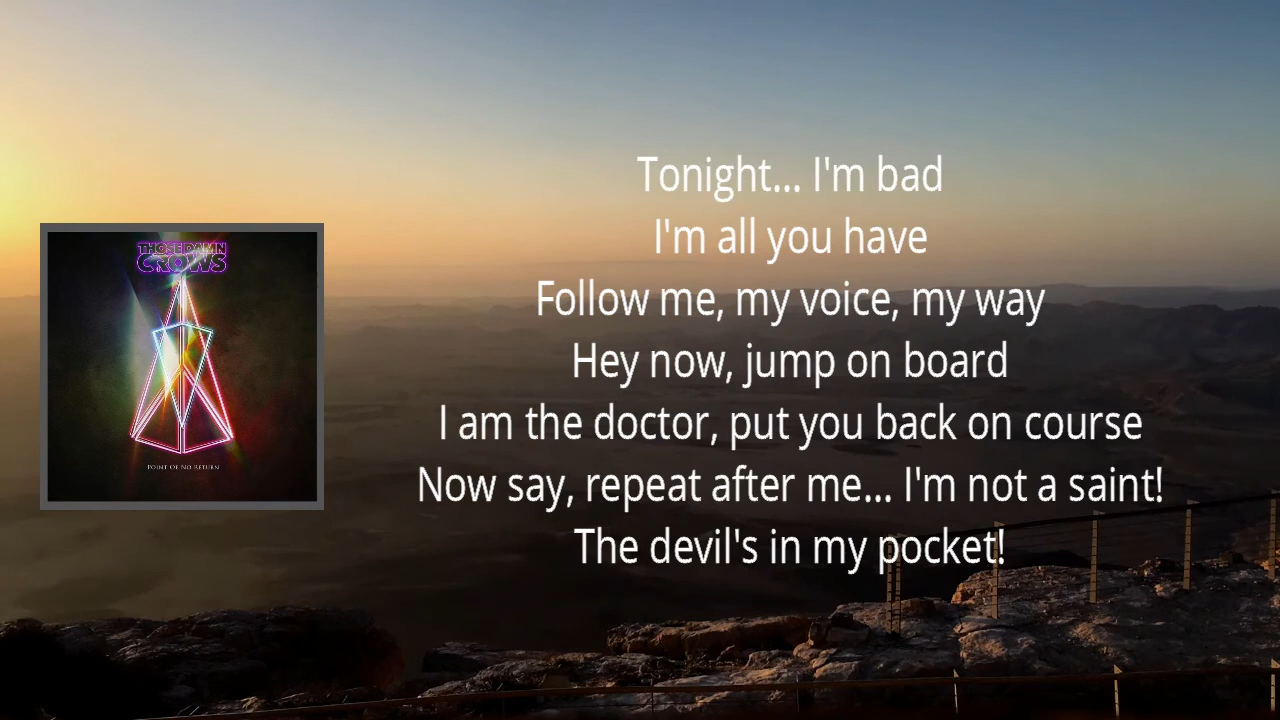 THOSE DAMN
CROWS
Point Of No Return
Tonight... I'm bad
I'm all you have
Follow me, my voice, my way
Hey now, jump on board
I am the doctor, put you back on course
Now say, repeat after me... I'm not a saint!
The devil's in my pocket!